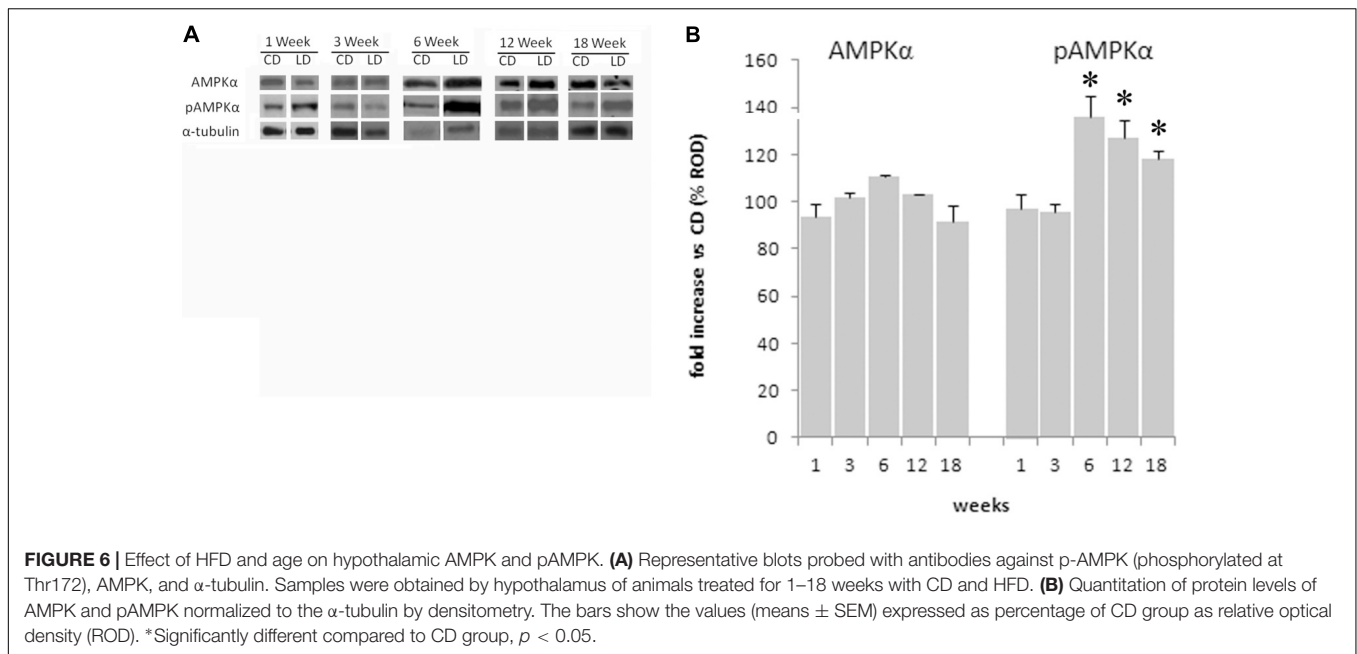 A
1 Week 3 Week 6 Week 12 Week 18 Week
CD LD CD LD CD LD CD LD CD LD
AMPKα
pAMPKα
α-tubulin
B
AMPKα pAMPKα
fold increase vs CD (% ROD)
160
140
120
100
80
60
40
20
0
* * *
1 3 6 12 18 1 3 6 12 18
weeks
FIGURE 6 | Effect of HFD and age on hypothalamic AMPK and pAMPK. (A) Representative blots probed with antibodies against p-AMPK (phosphorylated at
Thr172), AMPK, and α-tubulin. Samples were obtained by hypothalamus of animals treated for 1–18 weeks with CD and HFD. (B) Quantitation of protein levels of
AMPK and pAMPK normalized to the α-tubulin by densitometry. The bars show the values (means ± SEM) expressed as percentage of CD group as relative optical
density (ROD). *Significantly different compared to CD group, p < 0.05.